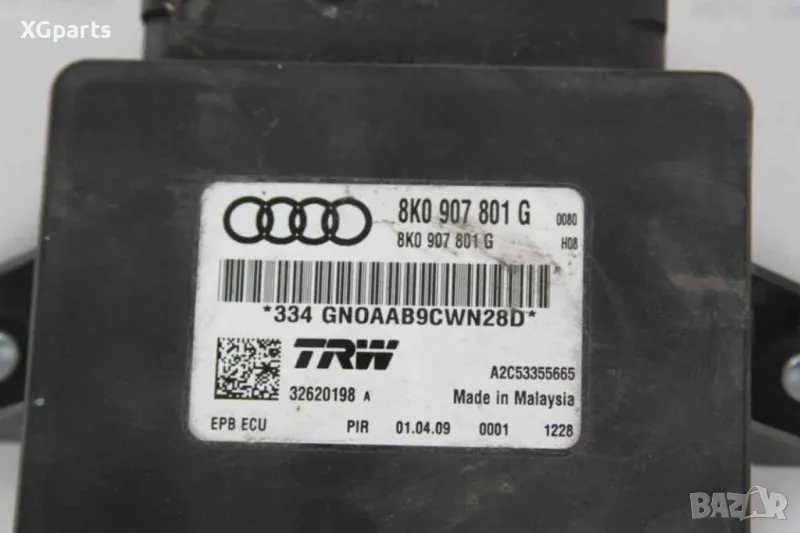 XGparts
8K0 907 801 G 0080
8K0 907 801 G H08
*334 GN0AAB9CWN28D*
TRW A2C53355665
32620198 A Made in Malaysia
EPB ECU PIR 01.04.09 0001 1228
BAZAR